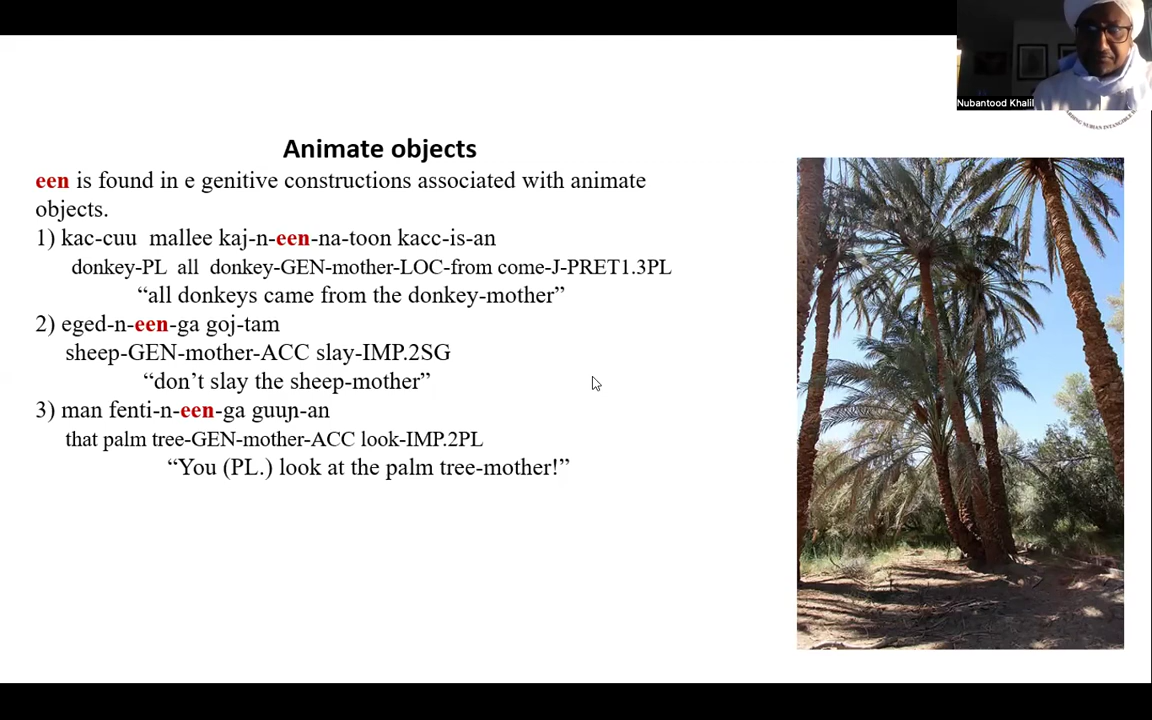 Nubantood Khalil
Animate objects
een is found in e genitive constructions associated with animate
objects.
1) kac-cuu mallee kaj-n-een-na-toon kacc-is-an
donkey-PL all donkey-GEN-mother-LOC-from come-J-PRET1.3PL
“all donkeys came from the donkey-mother”
2) eged-n-een-ga goj-tam
sheep-GEN-mother-ACC slay-IMP.2SG
“don’t slay the sheep-mother”
3) man fenti-n-een-ga guuɲ-an
that palm tree-GEN-mother-ACC look-IMP.2PL
“You (PL.) look at the palm tree-mother!”